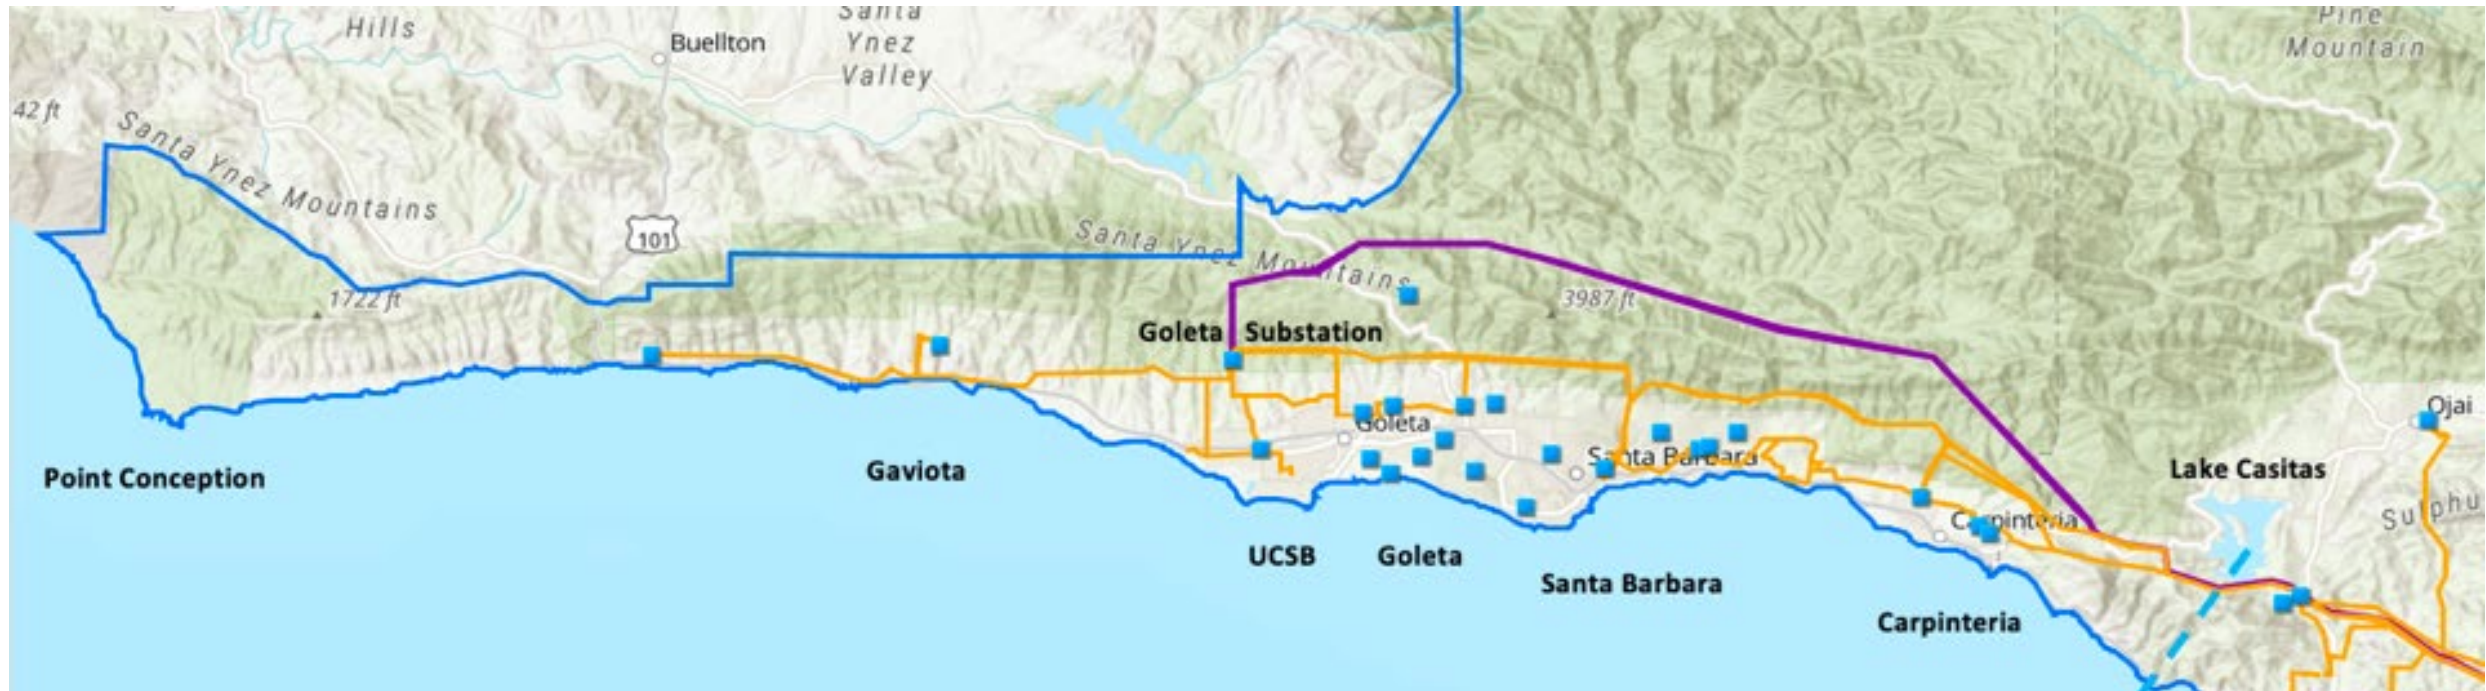 Hills
Buellton
Santa
Ynez
Valley
Pine
Mountain
42 ft
Santa Ynez Mountains
101
1722 ft
Santa Ynez Mountains
3987 ft
Goleta Substation
Goleta
Santa Barbara
Carpinteria
Ojai
Lake Casitas
Sulphu
Point Conception
Gaviota
UCSB
Goleta
Santa Barbara
Carpinteria